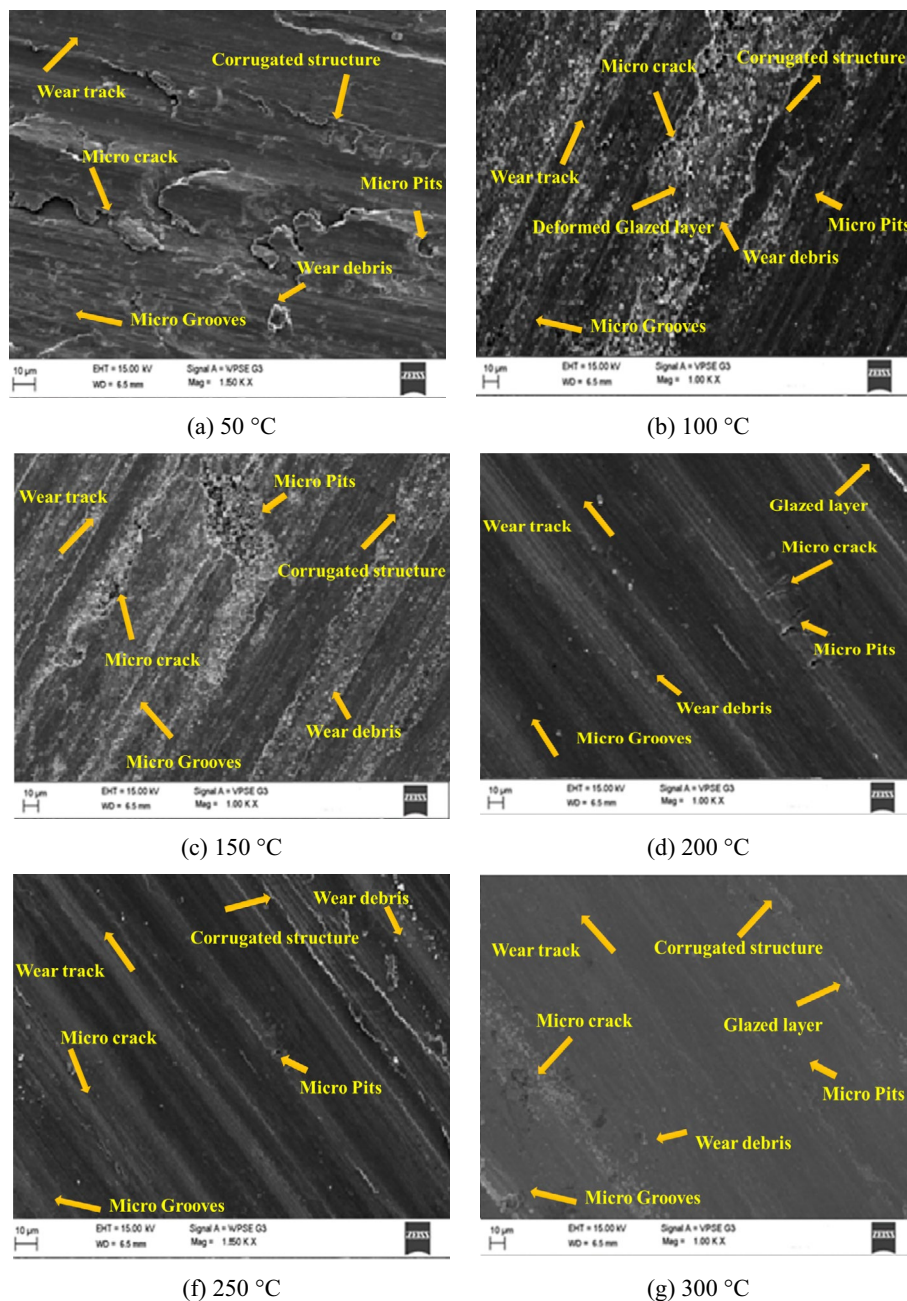 Corrugated structure
Wear track
Micro crack
Micro Pits
Wear debris
Micro Grooves
10 µm
EHT = 15.00 kV
Signal A = VPSE G3
WD = 6.5 mm
Mag = 1.50 K X
ZEISS
(a) 50 °C
Micro crack
Corrugated structure
Wear track
Deformed Glazed layer
Micro Pits
Wear debris
Micro Grooves
10 µm
EHT = 15.00 kV
Signal A = VPSE G3
WD = 6.5 mm
Mag = 1.00 K X
ZEISS
(b) 100 °C
Wear track
Micro Pits
Corrugated structure
Micro crack
Wear debris
Micro Grooves
10 µm
EHT = 15.00 kV
Signal A = VPSE G3
WD = 6.5 mm
Mag = 1.00 K X
ZEISS
(c) 150 °C
Glazed layer
Wear track
Micro crack
Micro Pits
Wear debris
Micro Grooves
10 µm
EHT = 15.00 kV
Signal A = VPSE G3
WD = 6.5 mm
Mag = 1.00 K X
ZEISS
(d) 200 °C
Wear debris
Corrugated structure
Wear track
Micro crack
Micro Pits
Micro Grooves
10 µm
EHT = 15.00 kV
Signal A = VPSE G3
WD = 6.5 mm
Mag = 1.50 K X
ZEISS
(f) 250 °C
Wear track
Corrugated structure
Micro crack
Glazed layer
Micro Pits
Wear debris
Micro Grooves
10 µm
EHT = 15.00 kV
Signal A = VPSE G3
WD = 6.5 mm
Mag = 1.00 K X
ZEISS
(g) 300 °C